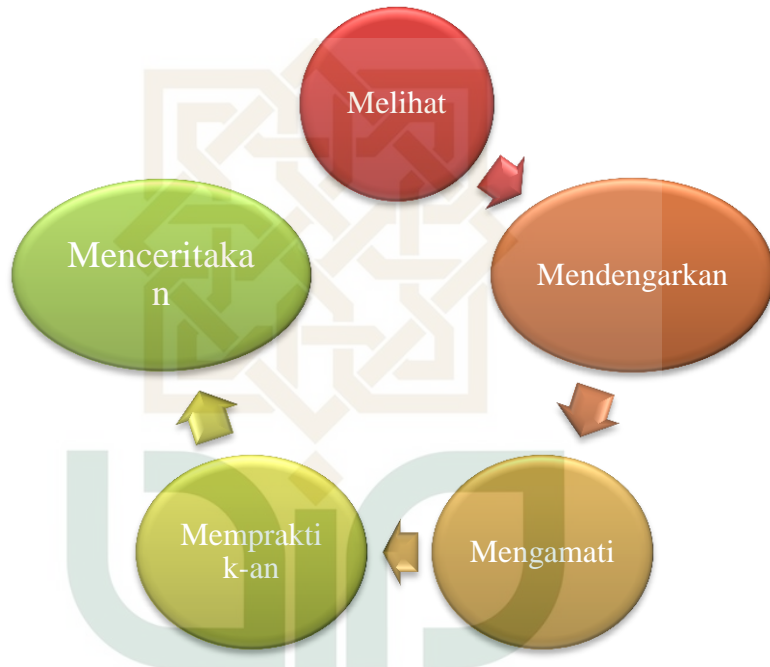 Melihat
Mendengarkan
Mengamati
Memprakti
k-an
Menceritaka
n